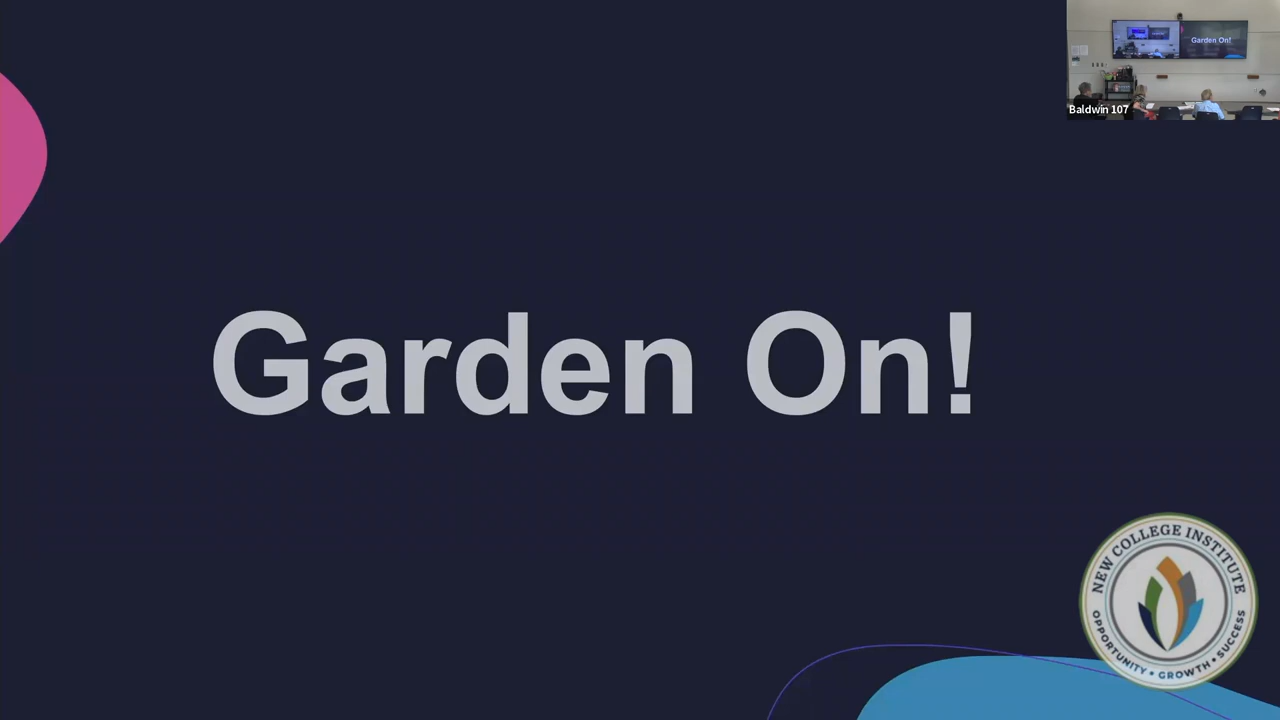 Garden On!
Baldwin 107
Garden On!
NEW COLLEGE INSTITUTE
OPPORTUNITY • GROWTH • SUCCESS